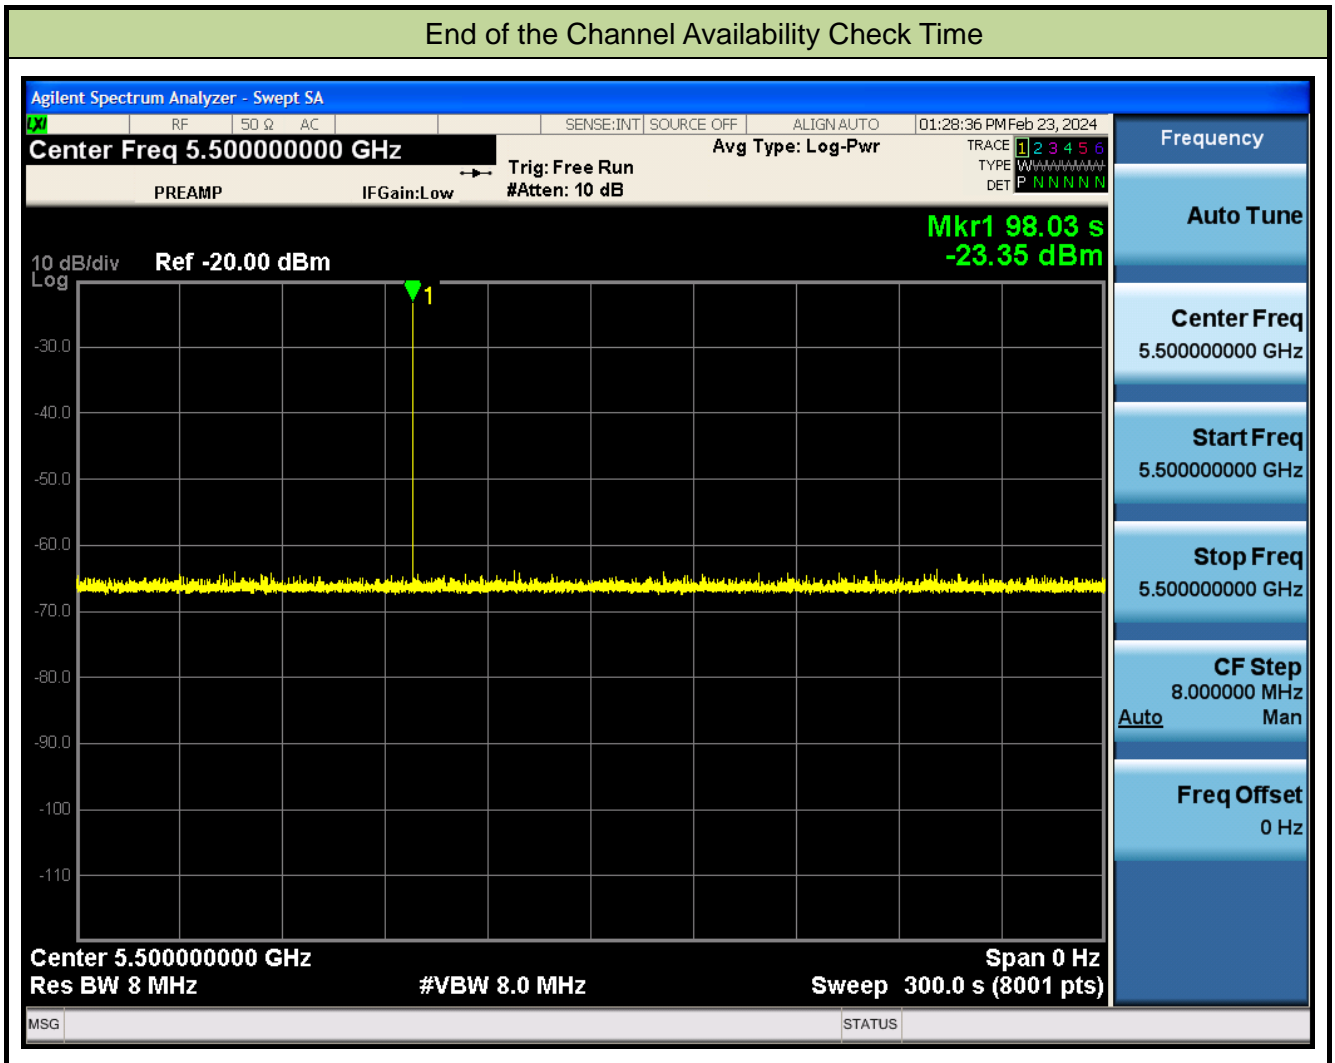 End of the Channel Availability Check Time
Agilent Spectrum Analyzer - Swept SA
LXI RF 50 Ω AC SENSE:INT SOURCE OFF ALIGN AUTO 01:28:36 PM Feb 23, 2024
Center Freq 5.500000000 GHz
PREAMP IFGain:Low
Trig: Free Run
#Atten: 10 dB
Avg Type: Log-Pwr
TRACE 1 2 3 4 5 6
TYPE WWWWWW
DET P N N N N N
Mkr1 98.03 s
-23.35 dBm
10 dB/div Ref -20.00 dBm
Log
1
-30.0
-40.0
-50.0
-60.0
-70.0
-80.0
-90.0
-100
-110
Center 5.500000000 GHz Span 0 Hz
Res BW 8 MHz #VBW 8.0 MHz Sweep 300.0 s (8001 pts)
MSG STATUS
Frequency
Auto Tune
Center Freq
5.500000000 GHz
Start Freq
5.500000000 GHz
Stop Freq
5.500000000 GHz
CF Step
8.000000 MHz
Auto Man
Freq Offset
0 Hz